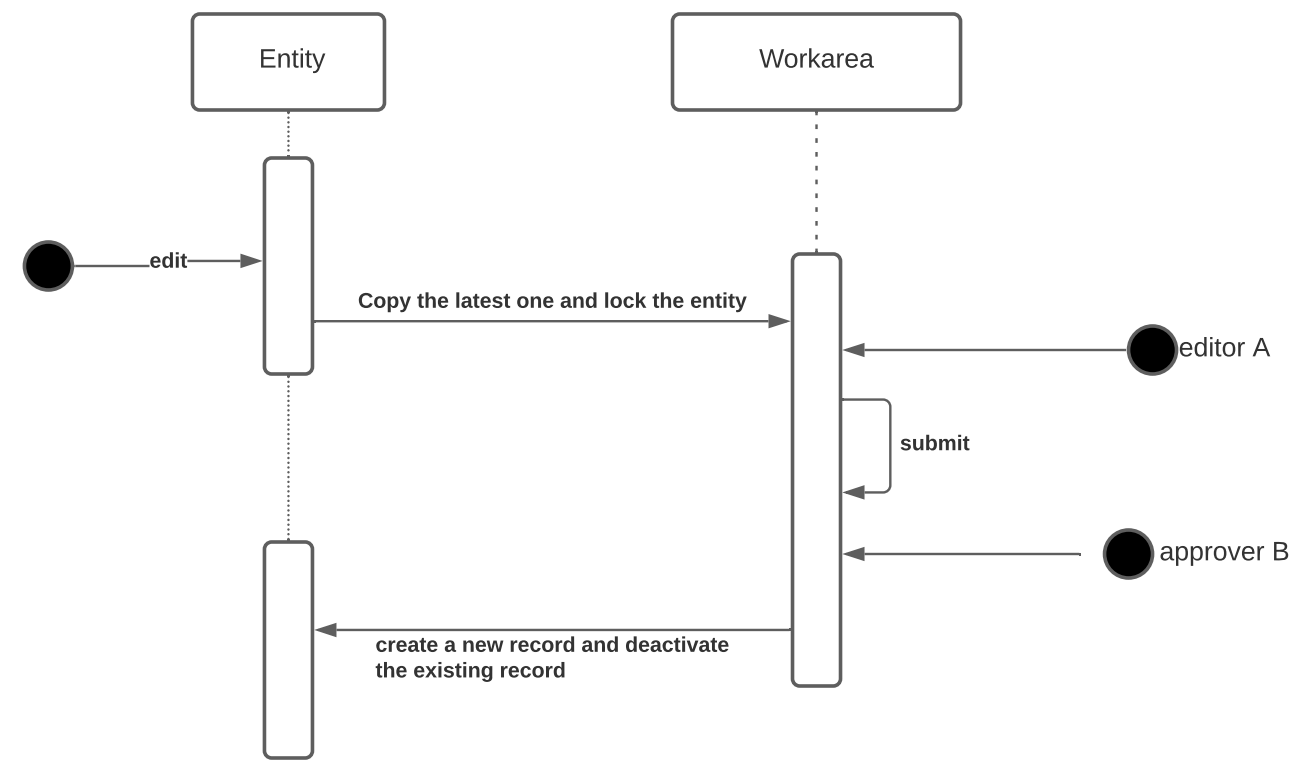 Entity
Workarea
edit
Copy the latest one and lock the entity
editor A
submit
approver B
create a new record and deactivate
the existing record